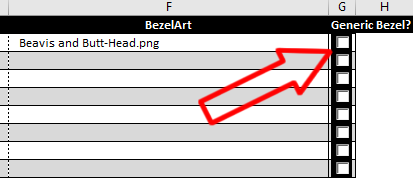 F G H
BezelArt Generic Bezel?
Beavis and Butt-Head.png